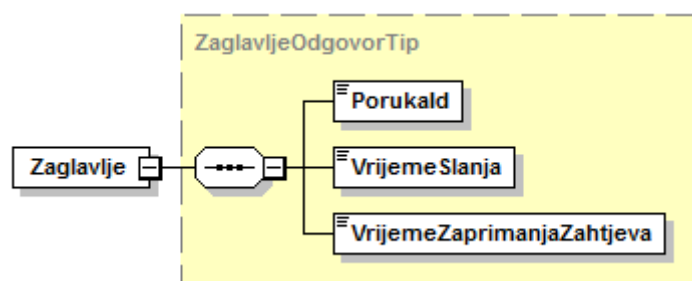 ZaglavljeOdgovorTip
PorukaId
Zaglavlje
VrijemeSlanja
VrijemeZaprimanjaZahtjeva